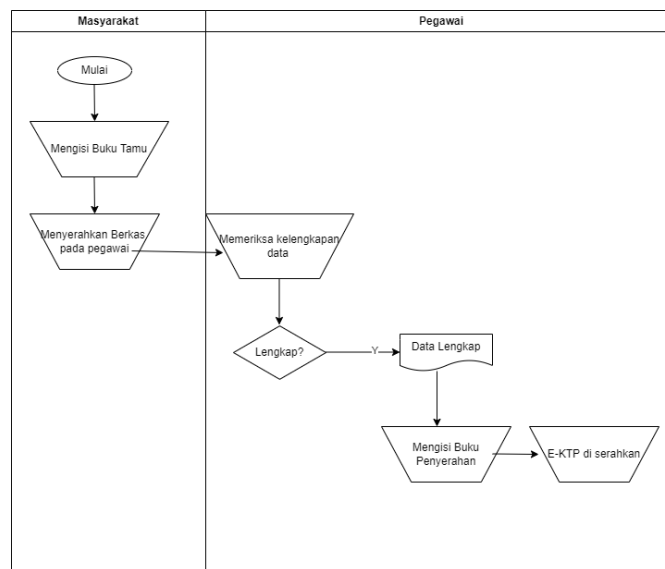 Masyarakat
Pegawai
Mulai
Mengisi Buku Tamu
Menyerahkan Berkas
pada pegawai
Memeriksa kelengkapan
data
Lengkap?
Y
Data Lengkap
Mengisi Buku
Penyerahan
E-KTP di serahkan